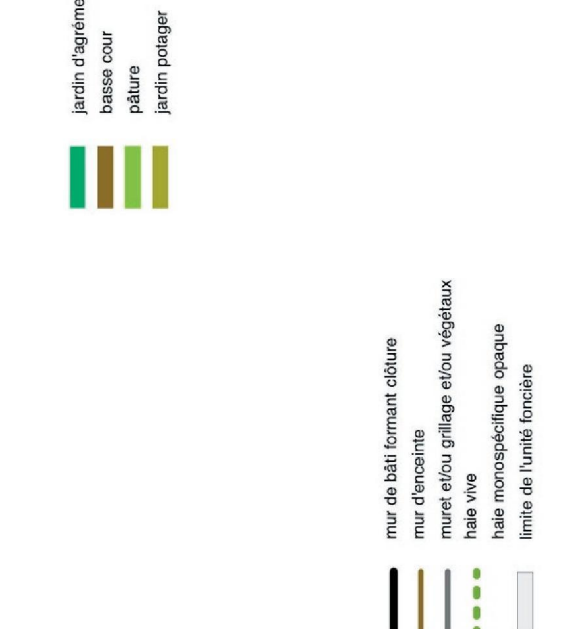 jardin d'agréme
basse cour
pâture
jardin potager
mur de bâti formant clôture
mur d'enceinte
muret et/ou grillage et/ou végétaux
haie vive
haie monospécifique opaque
limite de l'unité foncière